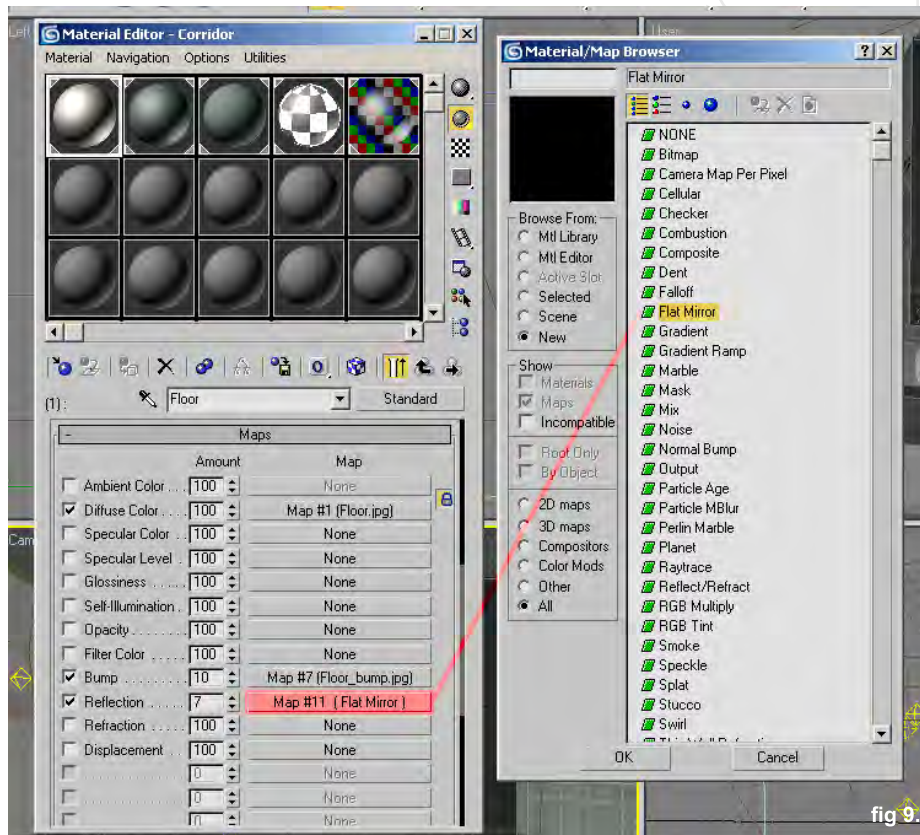 Left
Material Editor - Corridor
Material Navigation Options Utilities
(1) :
Floor
Standard
- Maps
Amount Map
Ambient Color . . . 100 None
Diffuse Color . . . . 100 Map #1 (Floor.jpg)
Specular Color . . 100 None
Specular Level . 100 None
Glossiness . . . . . . 100 None
Self-Illumination . 100 None
Opacity . . . . . . . . 100 None
Filter Color . . . . . 100 None
Bump . . . . . . . . . 10 Map #7 (Floor_bump.jpg)
Reflection . . . . . . 7 Map #11 ( Flat Mirror )
Refraction . . . . . . 100 None
Displacement . . 100 None
0 None
0 None
0 None
Cam
User
Material/Map Browser
Flat Mirror
Browse From:
Mtl Library
Mtl Editor
Active Slot
Selected
Scene
New
Show
Materials
Maps
Incompatible
Root Only
By Object
2D maps
3D maps
Compositors
Color Mods
Other
All
NONE
Bitmap
Camera Map Per Pixel
Cellular
Checker
Combustion
Composite
Dent
Falloff
Flat Mirror
Gradient
Gradient Ramp
Marble
Mask
Mix
Noise
Normal Bump
Output
Particle Age
Particle MBlur
Perlin Marble
Planet
Raytrace
Reflect/Refract
RGB Multiply
RGB Tint
Smoke
Speckle
Splat
Stucco
Swirl
OK
Cancel
fig 9.